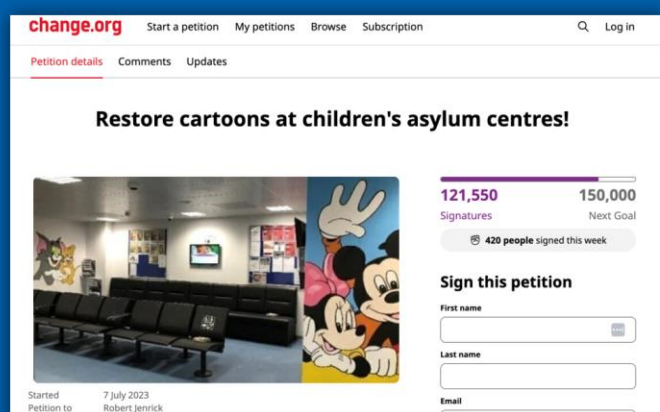 change.org
Start a petition My petitions Browse Subscription Log in
Petition details Comments Updates
Restore cartoons at children's asylum centres!
121,550 150,000
Signatures Next Goal
420 people signed this week
Sign this petition
First name
Last name
Email
Started 7 July 2023
Petition to Robert Jenrick